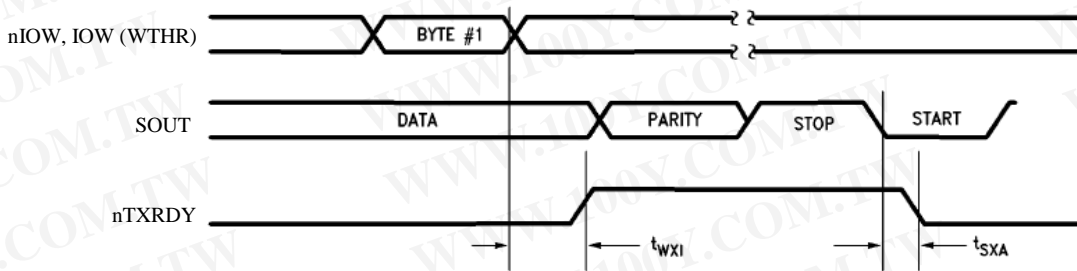 nIOW, IOW (WTHR)
BYTE #1
SOUT
DATA
PARITY
STOP
START
nTXRDY
tWXI
tSXA
WWW.100Y.COM.TW